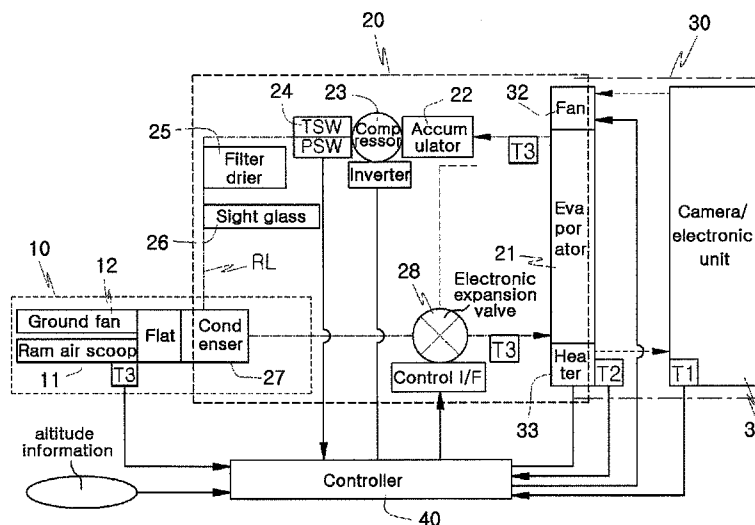 20
30
24
23
22
32
25
TSW
PSW
Comp
ressor
Accum
ulator
Fan
Filter
drier
Inverter
T3
Sight glass
26
RL
10
12
28
21
Eva
por
ator
Camera/
electronic
unit
Electronic
expansion
valve
Ground fan
Flat
Cond
enser
Ram air scoop
T3
11
27
T3
Control I/F
Hea
ter
T2
T1
33
altitude
information
Controller
40